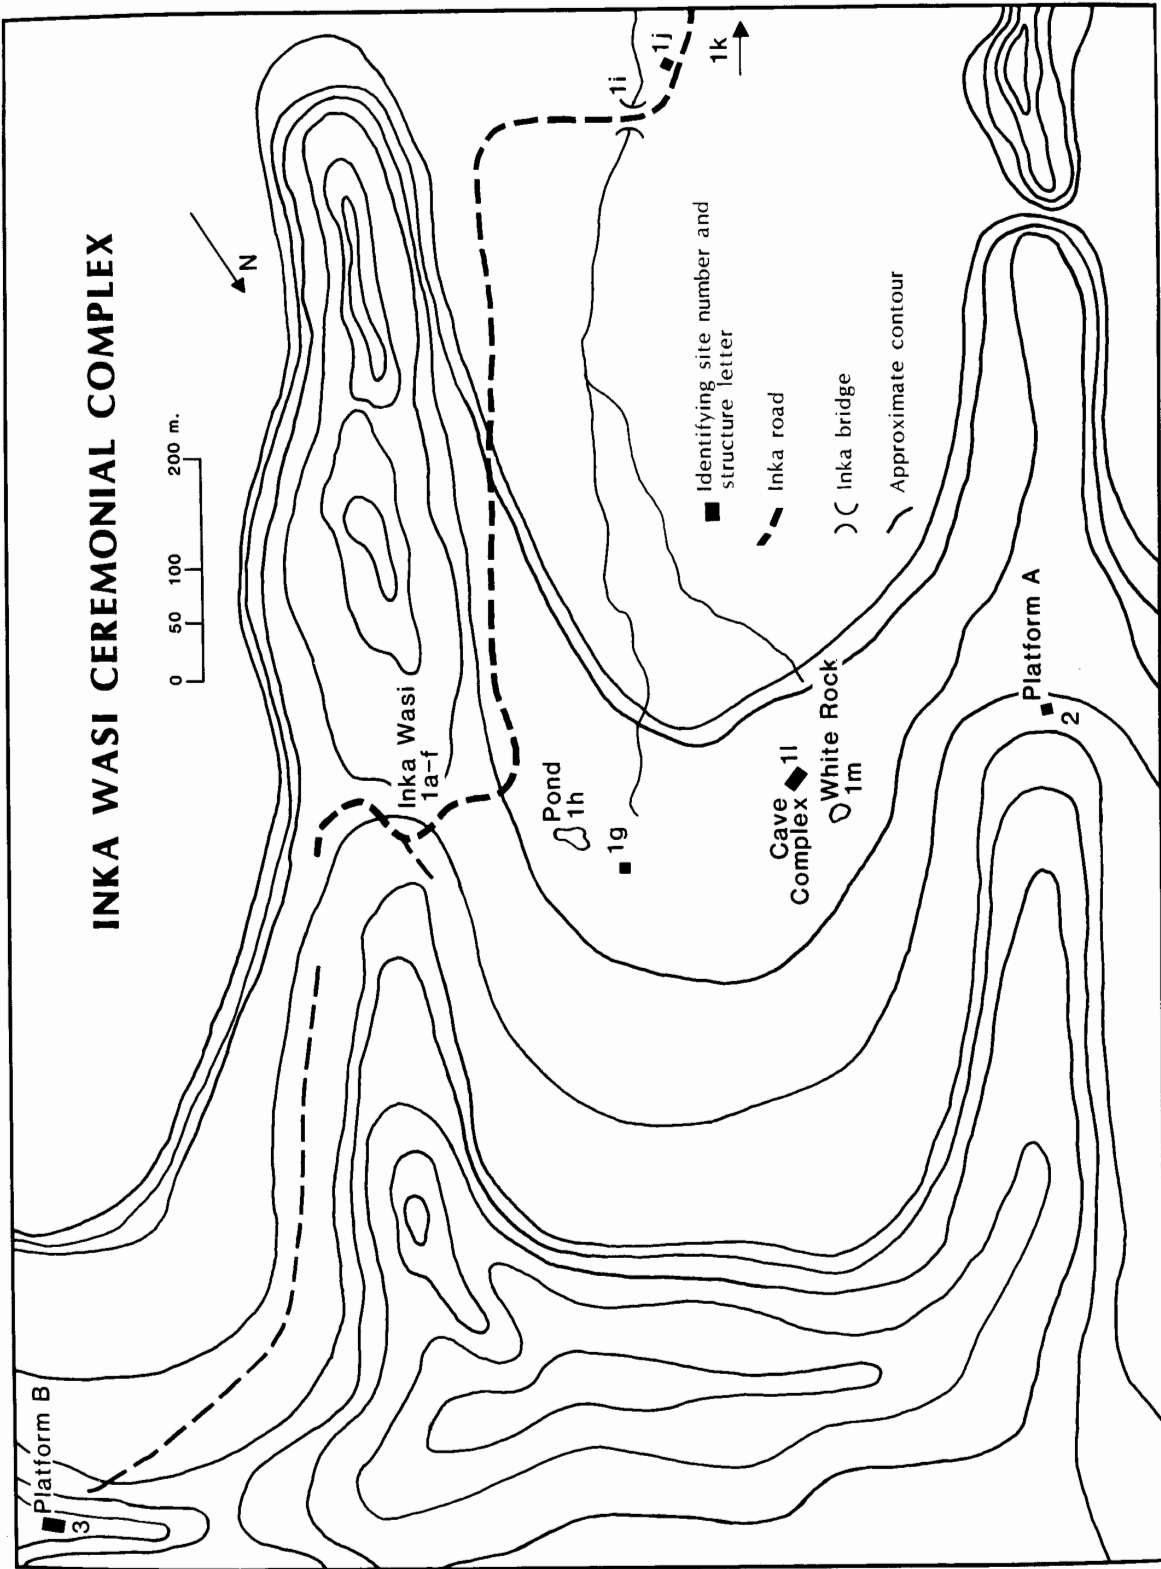 INKA WASI CEREMONIAL COMPLEX
0 50 100 200 m.
N
Platform B
3
Inka Wasi
1a-f
Pond
1h
1g
1i
1j
1k
Cave
Complex
1l
White Rock
1m
Platform A
2
Identifying site number and
structure letter
Inka road
Inka bridge
Approximate contour